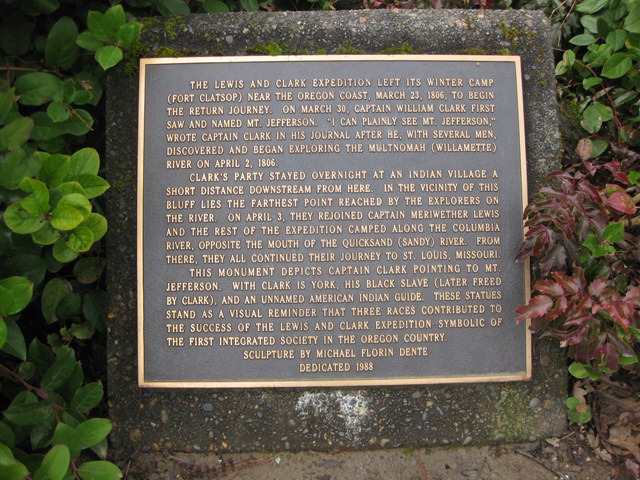 THE LEWIS AND CLARK EXPEDITION LEFT ITS WINTER CAMP
(FORT CLATSOP) NEAR THE OREGON COAST, MARCH 23, 1806, TO BEGIN
THE RETURN JOURNEY. ON MARCH 30, CAPTAIN WILLIAM CLARK FIRST
SAW AND NAMED MT. JEFFERSON. "I CAN PLAINLY SEE MT. JEFFERSON,"
WROTE CAPTAIN CLARK IN HIS JOURNAL AFTER HE, WITH SEVERAL MEN,
DISCOVERED AND BEGAN EXPLORING THE MULTNOMAH (WILLAMETTE)
RIVER ON APRIL 2, 1806.
CLARK'S PARTY STAYED OVERNIGHT AT AN INDIAN VILLAGE A
SHORT DISTANCE DOWNSTREAM FROM HERE. IN THE VICINITY OF THIS
BLUFF LIES THE FARTHEST POINT REACHED BY THE EXPLORERS ON
THE RIVER. ON APRIL 3, THEY REJOINED CAPTAIN MERIWETHER LEWIS
AND THE REST OF THE EXPEDITION CAMPED ALONG THE COLUMBIA
RIVER, OPPOSITE THE MOUTH OF THE QUICKSAND (SANDY) RIVER. FROM
THERE, THEY ALL CONTINUED THEIR JOURNEY TO ST. LOUIS, MISSOURI.
THIS MONUMENT DEPICTS CAPTAIN CLARK POINTING TO MT.
JEFFERSON. WITH CLARK IS YORK, HIS BLACK SLAVE (LATER FREED
BY CLARK), AND AN UNNAMED AMERICAN INDIAN GUIDE. THESE STATUES
STAND AS A VISUAL REMINDER THAT THREE RACES CONTRIBUTED TO
THE SUCCESS OF THE LEWIS AND CLARK EXPEDITION--SYMBOLIC OF
THE FIRST INTEGRATED SOCIETY IN THE OREGON COUNTRY.
SCULPTURE BY MICHAEL FLORIN DENTE
DEDICATED 1988